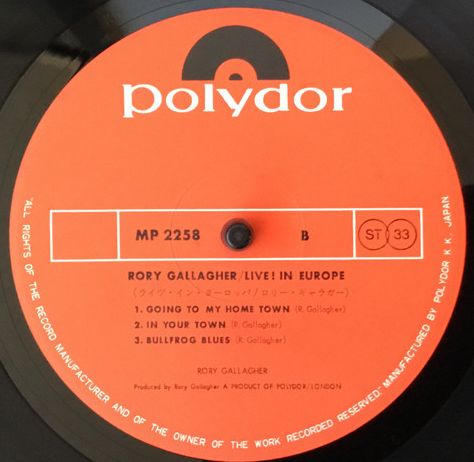 polydor
MP 2258 B ST 33
RORY GALLAGHER/LIVE! IN EUROPE
(ライヴ・イン・ヨーロッパ/ロリー・ギャラガー)
1. GOING TO MY HOME TOWN (R. Gallagher)
2. IN YOUR TOWN (R. Gallagher)
3. BULLFROG BLUES (R. Gallagher)
RORY GALLAGHER
Produced by Rory Gallagher A PRODUCT OF POLYDOR/LONDON
"ALL RIGHTS OF THE RECORD MANUFACTURER AND OF THE OWNER OF THE WORK RECORDED RESERVED" MANUFACTURED BY POLYDOR K.K. JAPAN